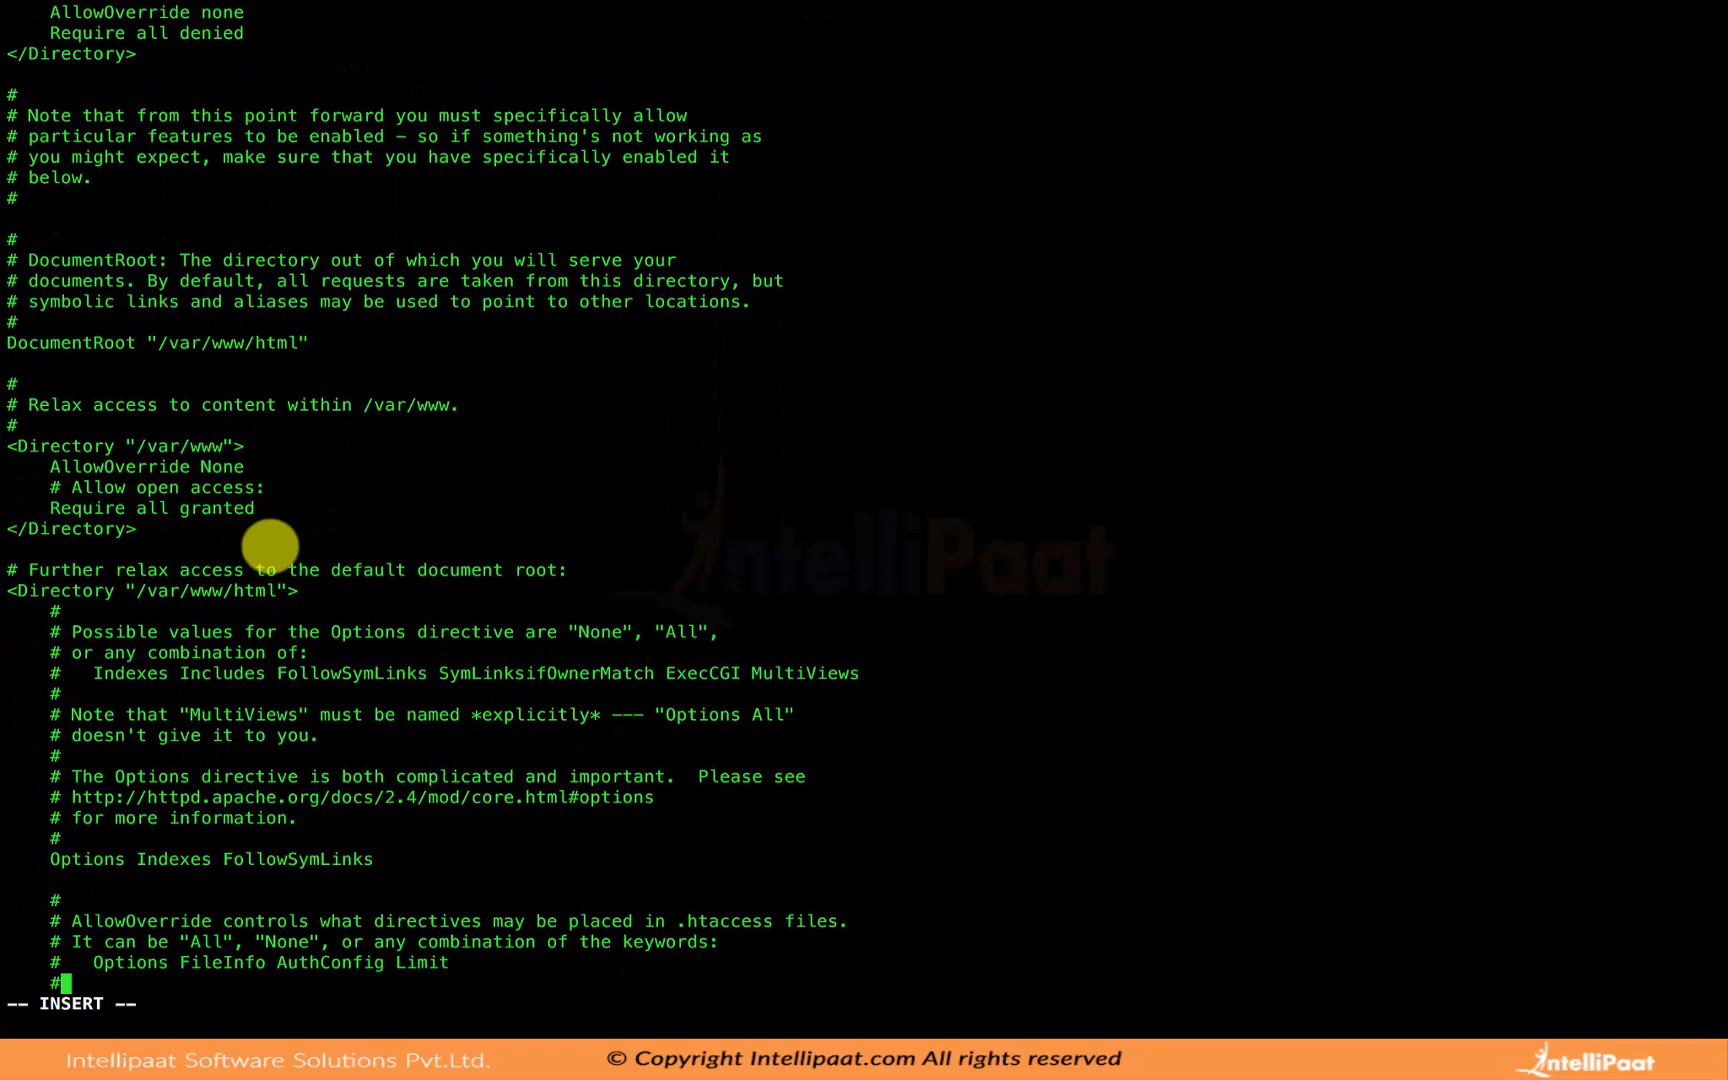 AllowOverride none
    Require all denied
</Directory>
#
# Note that from this point forward you must specifically allow
# particular features to be enabled - so if something's not working as
# you might expect, make sure that you have specifically enabled it
# below.
#
#
# DocumentRoot: The directory out of which you will serve your
# documents. By default, all requests are taken from this directory, but
# symbolic links and aliases may be used to point to other locations.
#
DocumentRoot "/var/www/html"
#
# Relax access to content within /var/www.
#
<Directory "/var/www">
    AllowOverride None
    # Allow open access:
    Require all granted
</Directory>
# Further relax access to the default document root:
<Directory "/var/www/html">
    #
    # Possible values for the Options directive are "None", "All",
    # or any combination of:
    #   Indexes Includes FollowSymLinks SymLinksifOwnerMatch ExecCGI MultiViews
    #
    # Note that "MultiViews" must be named *explicitly* --- "Options All"
    # doesn't give it to you.
    #
    # The Options directive is both complicated and important.  Please see
    # http://httpd.apache.org/docs/2.4/mod/core.html#options
    # for more information.
    #
    Options Indexes FollowSymLinks
    #
    # AllowOverride controls what directives may be placed in .htaccess files.
    # It can be "All", "None", or any combination of the keywords:
    #   Options FileInfo AuthConfig Limit
    #
-- INSERT --
IntelliPaat
Intellipaat Software Solutions Pvt.Ltd.
© Copyright Intellipaat.com All rights reserved
IntelliPaat